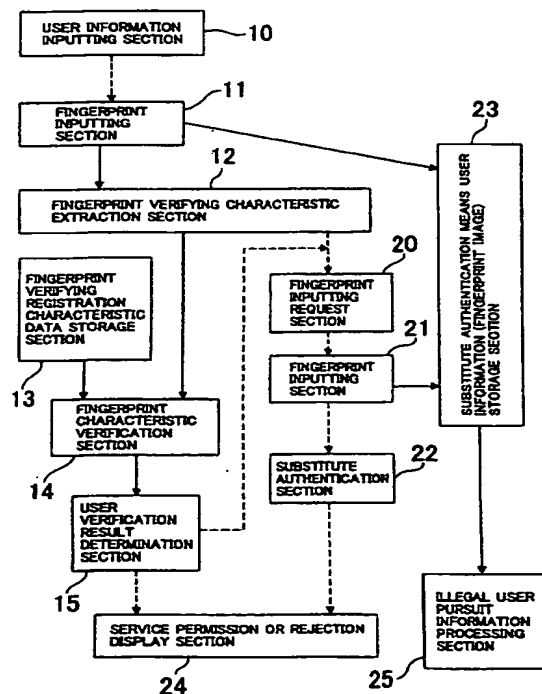 USER INFORMATION
INPUTTING SECTION
10
FINGERPRINT
INPUTTING
SECTION
11
12
FINGERPRINT VERIFYING CHARACTERISTIC
EXTRACTION SECTION
FINGERPRINT
VERIFYING
REGISTRATION
CHARACTERISTIC
DATA STORAGE
SECTION
13
FINGERPRINT
CHARACTERISTIC
VERIFICATION
SECTION
14
USER
VERIFICATION
RESULT
DETERMINATION
SECTION
15
20
FINGERPRINT
INPUTTING
REQUEST
SECTION
21
FINGERPRINT
INPUTTING
SECTION
SUBSTITUTE
AUTHENTICATION
SECTION
22
23
SUBSTITUTE AUTHENTICATION MEANS USER
INFORMATION (FINGERPRINT IMAGE)
STORAGE SECTION
SERVICE PERMISSION OR REJECTION
DISPLAY SECTION
24
ILLEGAL USER
PURSUIT
INFORMATION
PROCESSING
SECTION
25